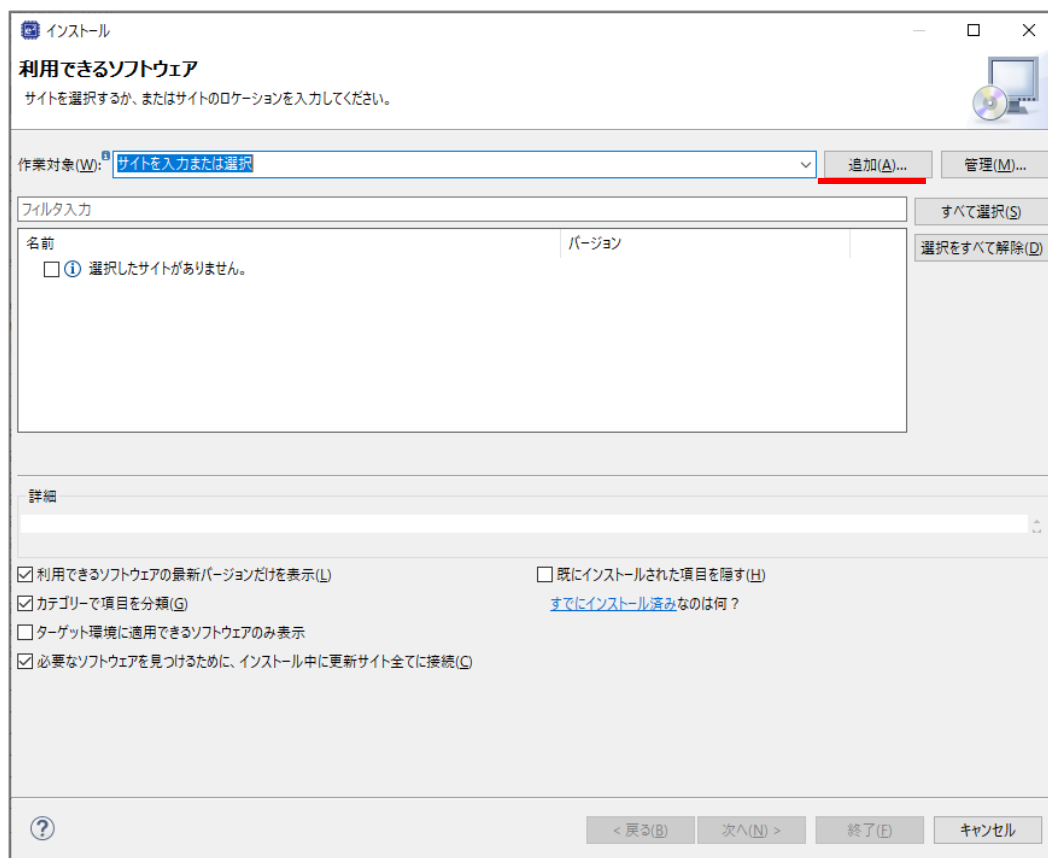 インストール
利用できるソフトウェア
サイトを選択するか、またはサイトのロケーションを入力してください。
作業対象(W): サイトを入力または選択 追加(A)... 管理(M)...
フィルタ入力 すべて選択(S)
名前 バージョン 選択をすべて解除(D)
選択したサイトがありません。
詳細
利用できるソフトウェアの最新バージョンだけを表示(L) 既にインストールされた項目を隠す(H)
カテゴリーで項目を分類(G) すでにインストール済みなのは何？
ターゲット環境に適用できるソフトウェアのみ表示
必要なソフトウェアを見つけるために、インストール中に更新サイト全てに接続(C)
? < 戻る(B) 次へ(N) > 終了(F) キャンセル